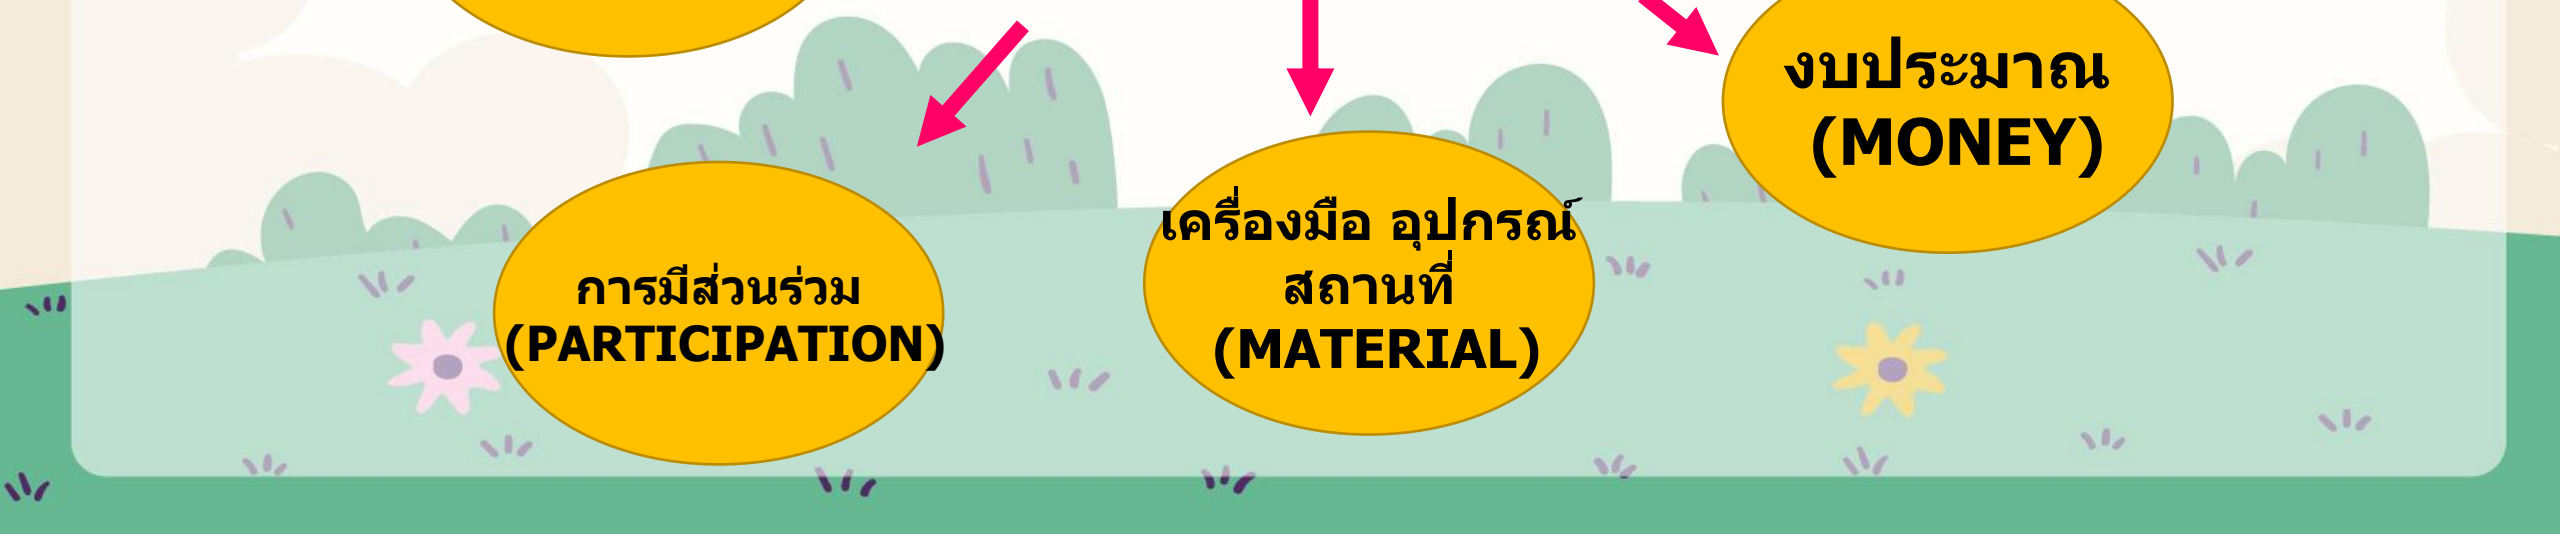 งบประมาณ
(MONEY)
เครื่องมือ อุปกรณ์
สถานที่
(MATERIAL)
การมีส่วนร่วม
(PARTICIPATION)